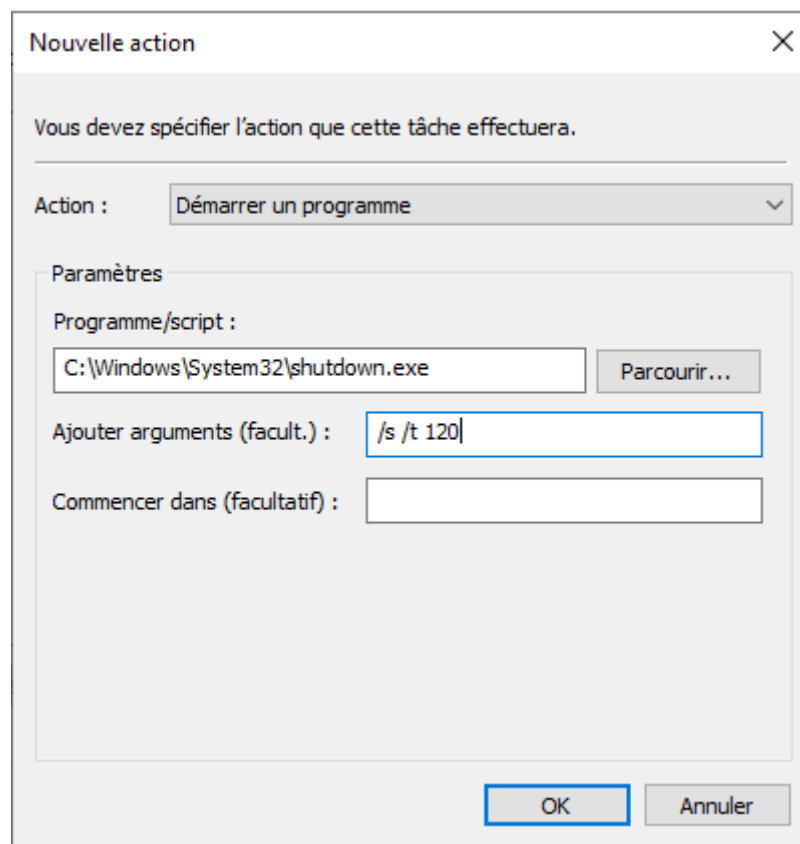 Nouvelle action
Vous devez spécifier l’action que cette tâche effectuera.
Action : Démarrer un programme
Paramètres
Programme/script :
C:\Windows\System32\shutdown.exe Parcourir...
Ajouter arguments (facult.) : /s /t 120
Commencer dans (facultatif) :
OK Annuler